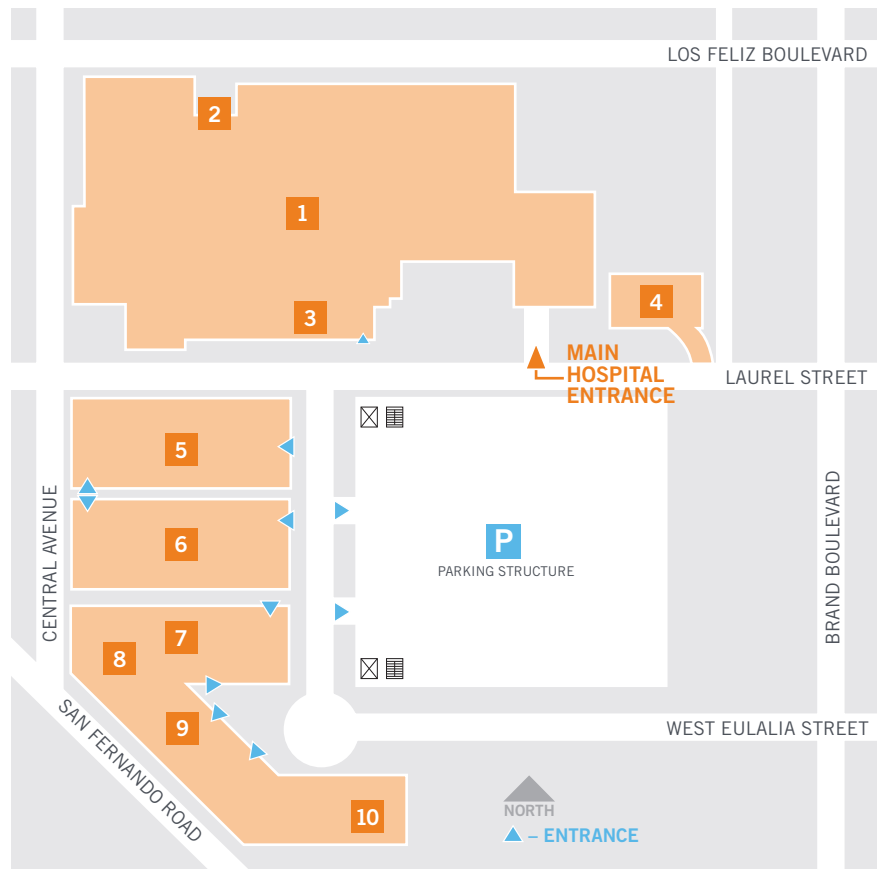 LOS FELIZ BOULEVARD
2
1
3
4
MAIN
HOSPITAL
ENTRANCE
LAUREL STREET
5
6
CENTRAL AVENUE
P
PARKING STRUCTURE
BRAND BOULEVARD
7
8
9
SAN FERNANDO ROAD
WEST EULALIA STREET
10
NORTH
– ENTRANCE